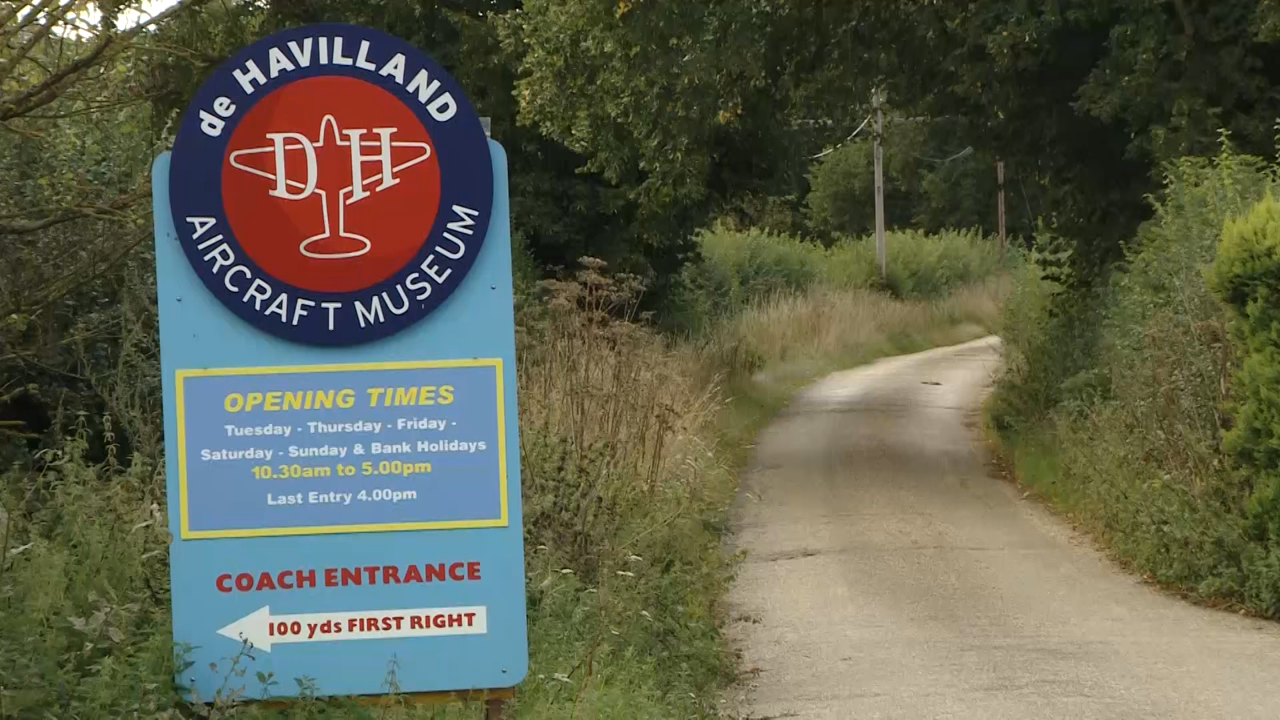 de HAVILLAND
DH
AIRCRAFT MUSEUM
OPENING TIMES
Tuesday - Thursday - Friday -
Saturday - Sunday & Bank Holidays
10.30am to 5.00pm
Last Entry 4.00pm
COACH ENTRANCE
100 yds FIRST RIGHT